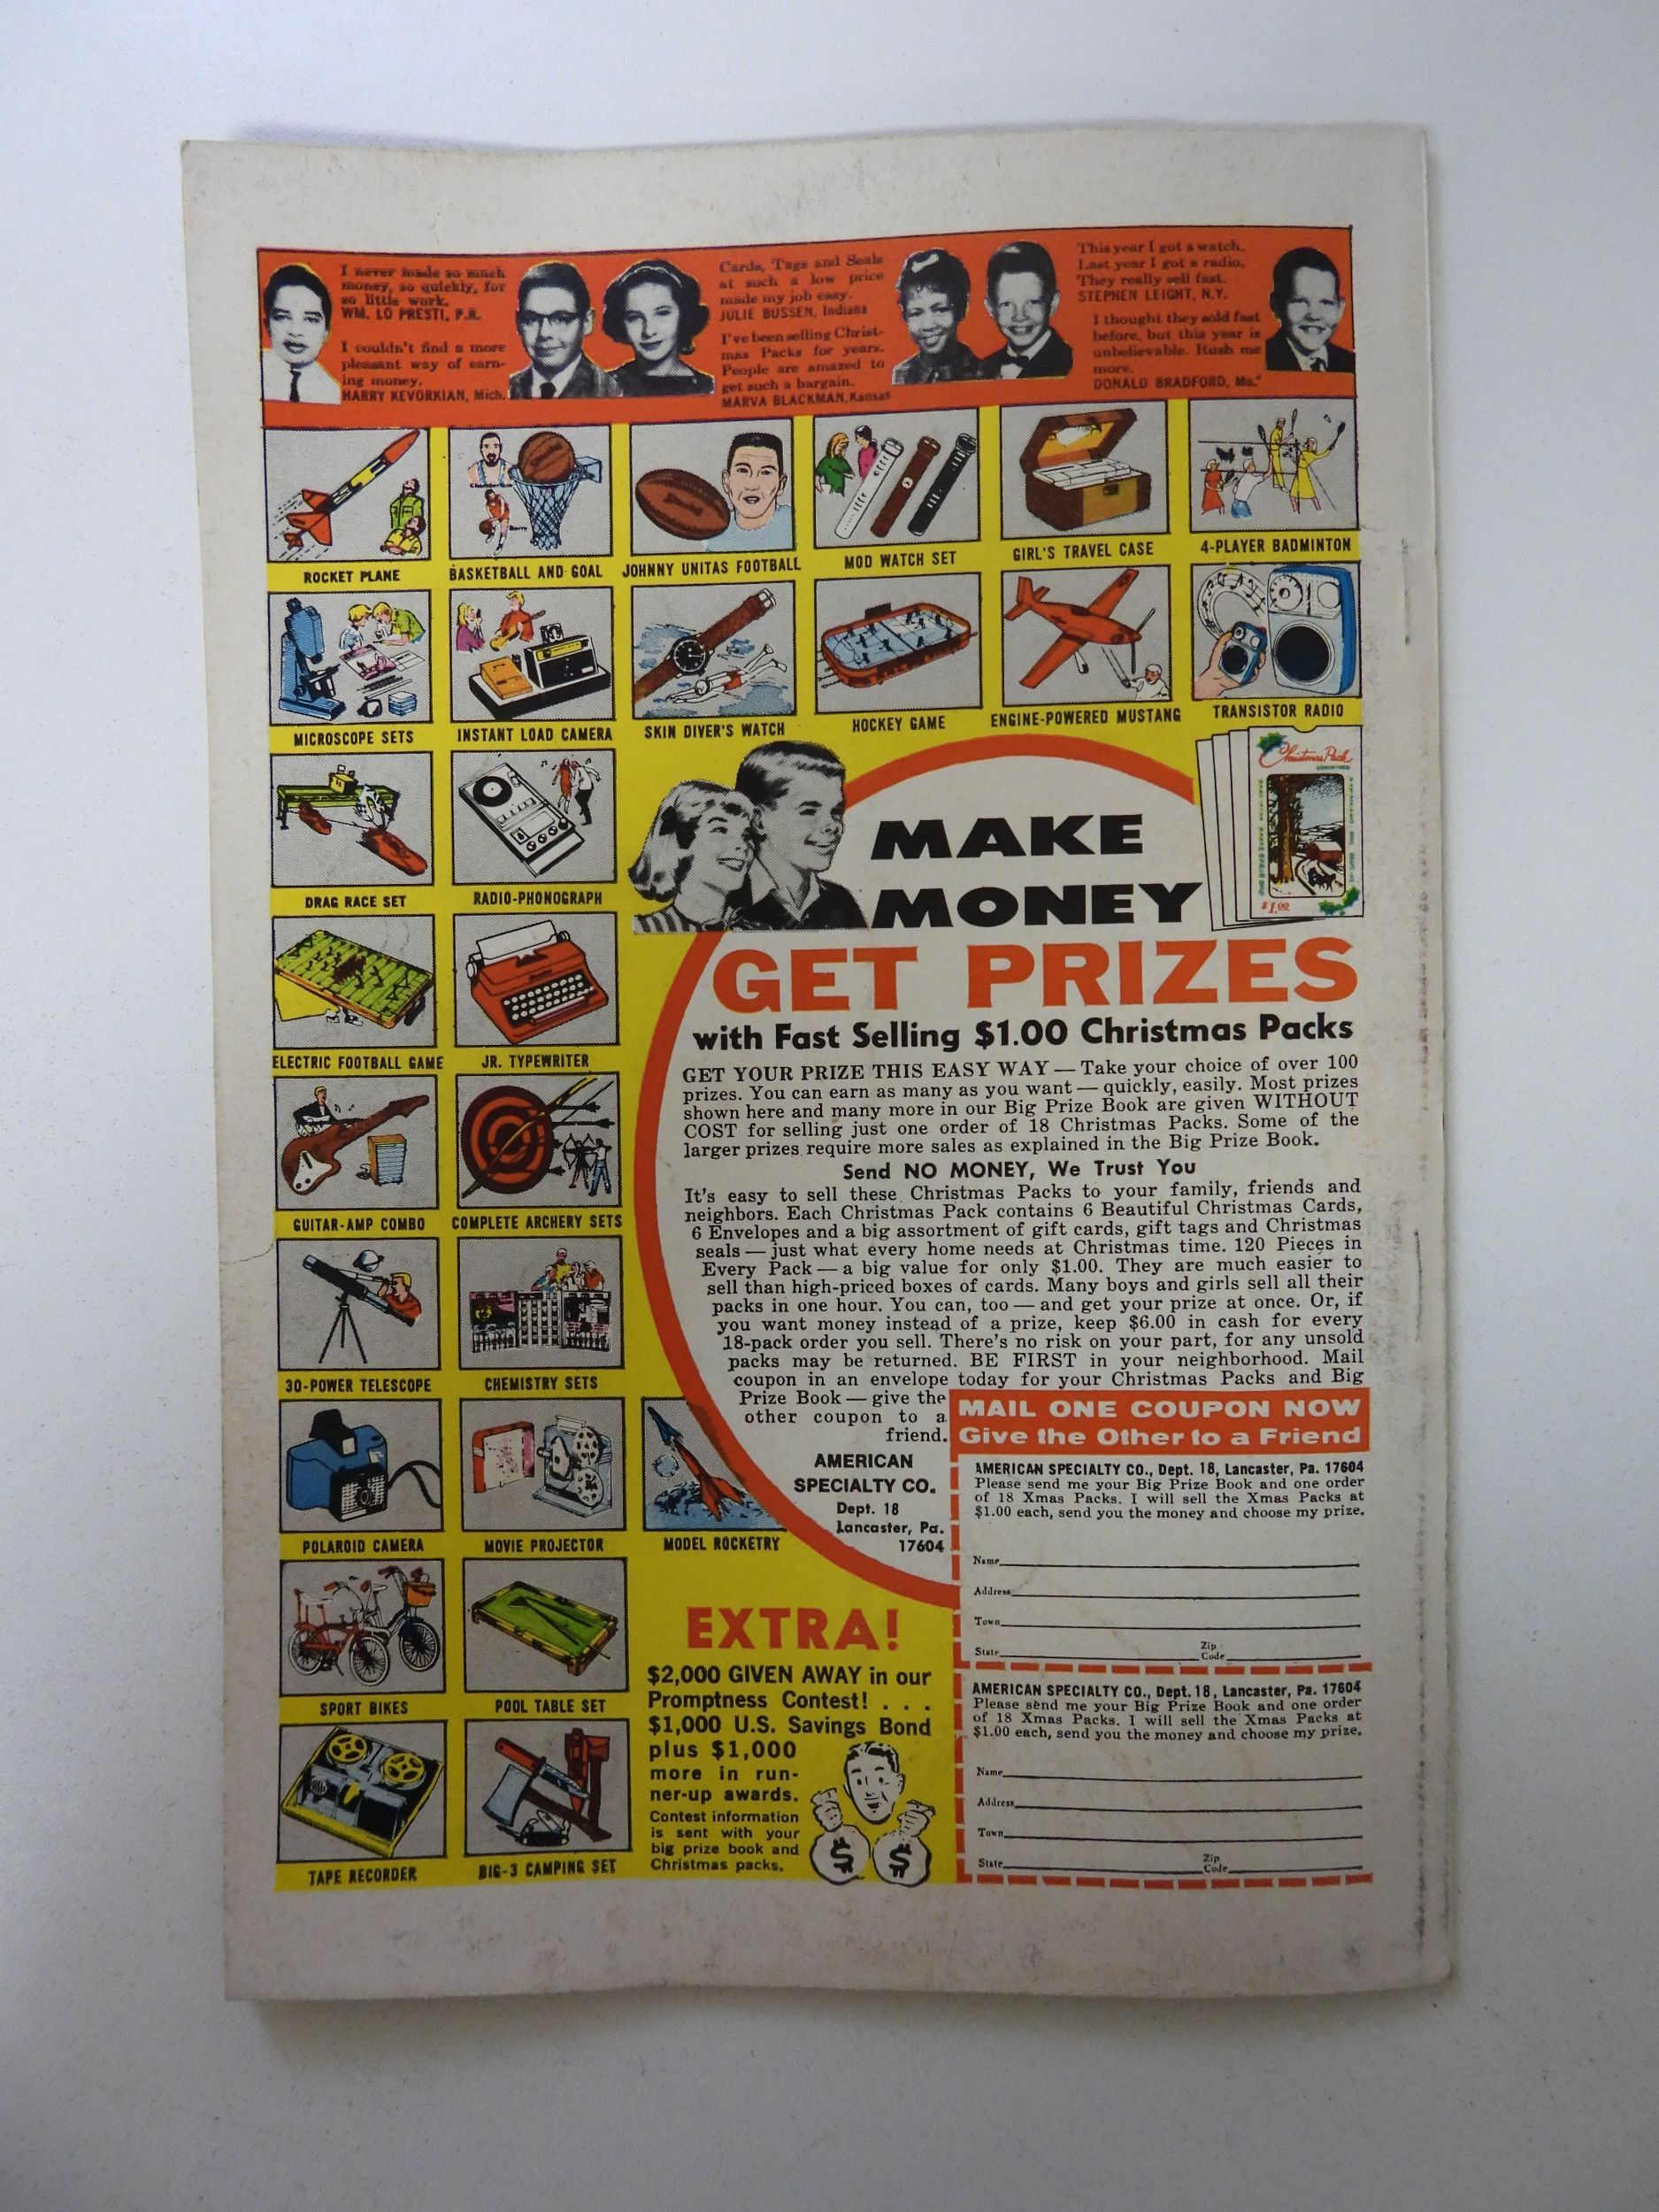 I never made so much
money, so quickly, for
so little work.
WM. LO PRESTI, P.R.
I couldn't find a more
pleasant way of earn-
ing money.
HARRY KEVORKIAN, Mich.
Cards, Tags and Seals
at such a low price
made my job easy.
JULIE BUSSEN, Indiana
I've been selling Christ-
mas Packs for years.
People are amazed to
get such a bargain.
MARVA BLACKMAN, Kansas
This year I got a watch.
Last year I got a radio.
They really sell fast.
STEPHEN LEIGHT, N.Y.
I thought they sold fast
before, but this year is
unbelievable. Rush me
more.
DONALD BRADFORD, Mo.
Barry
ROCKET PLANE
BASKETBALL AND GOAL
JOHNNY UNITAS FOOTBALL
MOD WATCH SET
GIRL'S TRAVEL CASE
4-PLAYER BADMINTON
MICROSCOPE SETS
INSTANT LOAD CAMERA
SKIN DIVER'S WATCH
HOCKEY GAME
ENGINE-POWERED MUSTANG
TRANSISTOR RADIO
DRAG RACE SET
RADIO-PHONOGRAPH
Christmas Pack
$1.00
MAKE
MONEY
GET PRIZES
with Fast Selling $1.00 Christmas Packs
ELECTRIC FOOTBALL GAME
JR. TYPEWRITER
GUITAR-AMP COMBO
COMPLETE ARCHERY SETS
30-POWER TELESCOPE
CHEMISTRY SETS
POLAROID CAMERA
MOVIE PROJECTOR
MODEL ROCKETRY
SPORT BIKES
POOL TABLE SET
TAPE RECORDER
BIG-3 CAMPING SET
GET YOUR PRIZE THIS EASY WAY — Take your choice of over 100
prizes. You can earn as many as you want — quickly, easily. Most prizes
shown here and many more in our Big Prize Book are given WITHOUT
COST for selling just one order of 18 Christmas Packs. Some of the
larger prizes require more sales as explained in the Big Prize Book.
Send NO MONEY, We Trust You
It's easy to sell these Christmas Packs to your family, friends and
neighbors. Each Christmas Pack contains 6 Beautiful Christmas Cards,
6 Envelopes and a big assortment of gift cards, gift tags and Christmas
seals — just what every home needs at Christmas time. 120 Pieces in
Every Pack — a big value for only $1.00. They are much easier to
sell than high-priced boxes of cards. Many boys and girls sell all their
packs in one hour. You can, too — and get your prize at once. Or, if
you want money instead of a prize, keep $6.00 in cash for every
18-pack order you sell. There's no risk on your part, for any unsold
packs may be returned. BE FIRST in your neighborhood. Mail
coupon in an envelope today for your Christmas Packs and Big
Prize Book — give the
other coupon to a
friend.
AMERICAN
SPECIALTY CO.
Dept. 18
Lancaster, Pa.
17604
MAIL ONE COUPON NOW
Give the Other to a Friend
AMERICAN SPECIALTY CO., Dept. 18, Lancaster, Pa. 17604
Please send me your Big Prize Book and one order
of 18 Xmas Packs. I will sell the Xmas Packs at
$1.00 each, send you the money and choose my prize.
Name
Address
Town
State Zip Code
AMERICAN SPECIALTY CO., Dept. 18, Lancaster, Pa. 17604
Please send me your Big Prize Book and one order
of 18 Xmas Packs. I will sell the Xmas Packs at
$1.00 each, send you the money and choose my prize.
Name
Address
Town
State Zip Code
EXTRA!
$2,000 GIVEN AWAY in our
Promptness Contest! . . .
$1,000 U.S. Savings Bond
plus $1,000
more in run-
ner-up awards.
Contest information
is sent with your
big prize book and
Christmas packs.
$ $